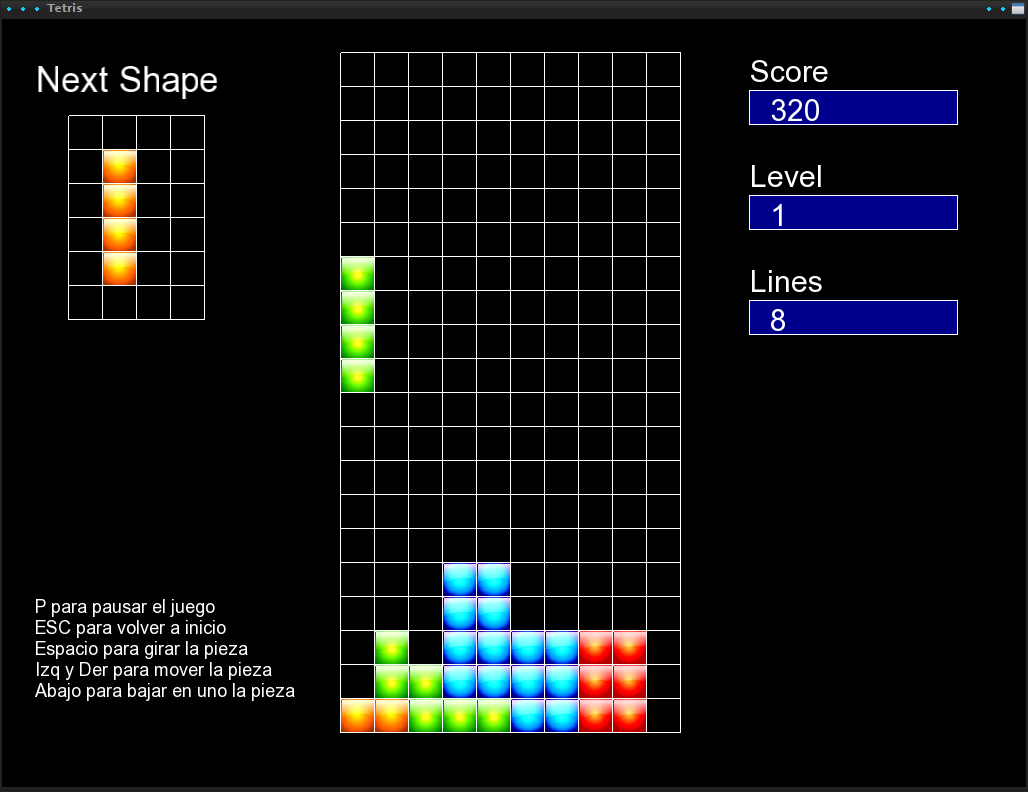 Tetris
Next Shape
Score
320
Level
1
Lines
8
P para pausar el juego
ESC para volver a inicio
Espacio para girar la pieza
Izq y Der para mover la pieza
Abajo para bajar en uno la pieza